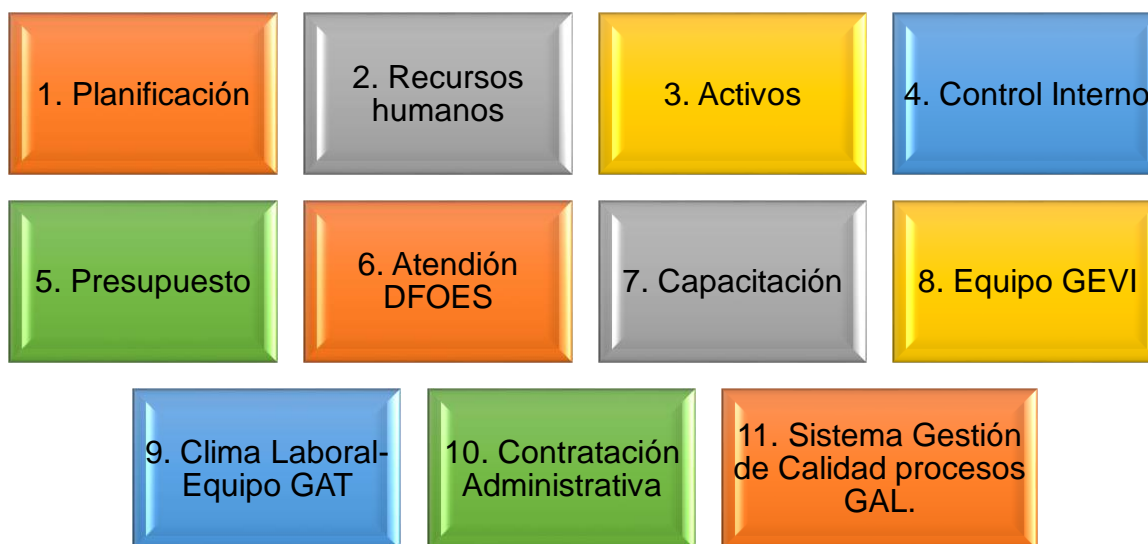 1. Planificación
2. Recursos
humanos
3. Activos
4. Control Interno
5. Presupuesto
6. Atendión
DFOES
7. Capacitación
8. Equipo GEVI
9. Clima Laboral-
Equipo GAT
10. Contratación
Administrativa
11. Sistema Gestión
de Calidad procesos
GAL.